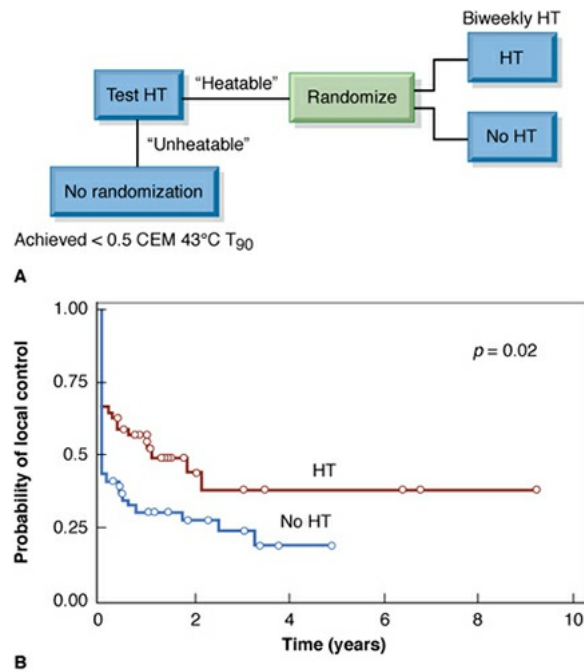 Biweekly HT
HT
Test HT
“Heatable”
Randomize
“Unheatable”
No HT
No randomization
Achieved < 0.5 CEM 43°C T90
A
1.00
p = 0.02
0.75
Probability of local control
0.5
HT
No HT
0.25
0.00
0 2 4 6 8 10
Time (years)
B